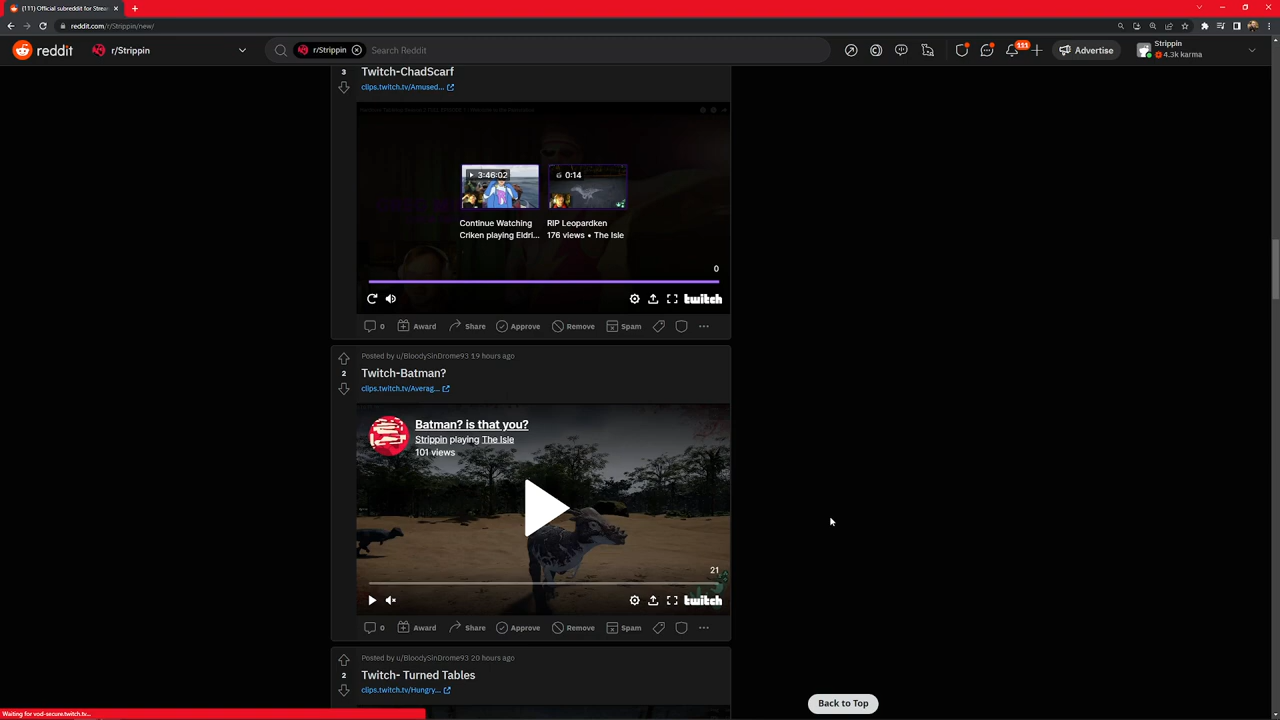 (111) Official subreddit for Strea
reddit.com/r/Strippin/new/
reddit
r/Strippin
r/Strippin
Search Reddit
111
Advertise
Strippin
4.3k karma
3
Twitch-ChadScarf
clips.twitch.tv/Amused...
3:46:02
0:14
Continue Watching
Criken playing Eldri...
RIP Leopardken
176 views • The Isle
0
twitch
0
Award
Share
Approve
Remove
Spam
Posted by u/BloodySinDrome93 19 hours ago
2
Twitch-Batman?
clips.twitch.tv/Averag...
Batman? is that you?
Strippin playing The Isle
101 views
21
twitch
0
Award
Share
Approve
Remove
Spam
Posted by u/BloodySinDrome93 20 hours ago
2
Twitch- Turned Tables
clips.twitch.tv/Hungry...
Back to Top
Waiting for vod-secure.twitch.tv...